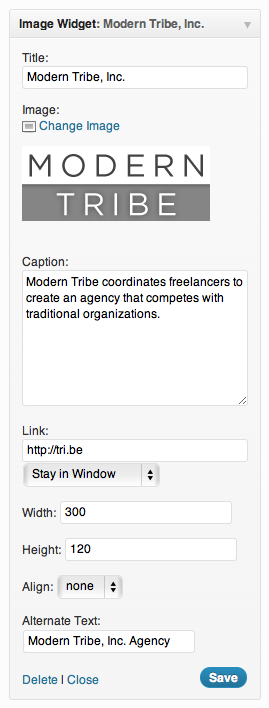 Image Widget: Modern Tribe, Inc.
Title:
Modern Tribe, Inc.
Image:
Change Image
MODERN
TRIBE
Caption:
Modern Tribe coordinates freelancers to
create an agency that competes with
traditional organizations.
Link:
http://tri.be
Stay in Window
Width: 300
Height: 120
Align: none
Alternate Text:
Modern Tribe, Inc. Agency
Delete | Close Save